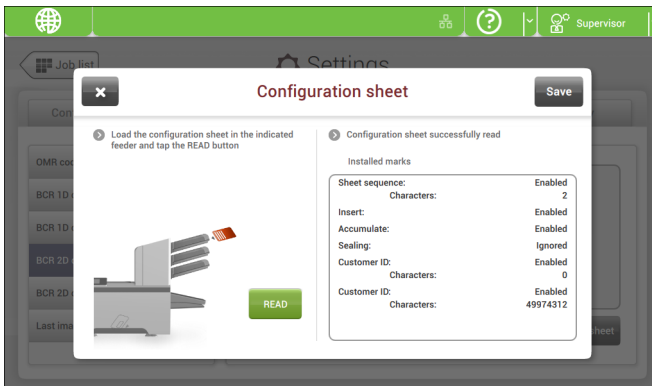 Supervisor
Job list
Settings
Configuration sheet
Save
Load the configuration sheet in the indicated
feeder and tap the READ button
READ
Configuration sheet successfully read
Installed marks
Sheet sequence: Enabled
Characters: 2
Insert: Enabled
Accumulate: Enabled
Sealing: Ignored
Customer ID: Enabled
Characters: 0
Customer ID: Enabled
Characters: 49974312
OMR
BCR 1D
BCR 1D
BCR 2D
BCR 2D
Last